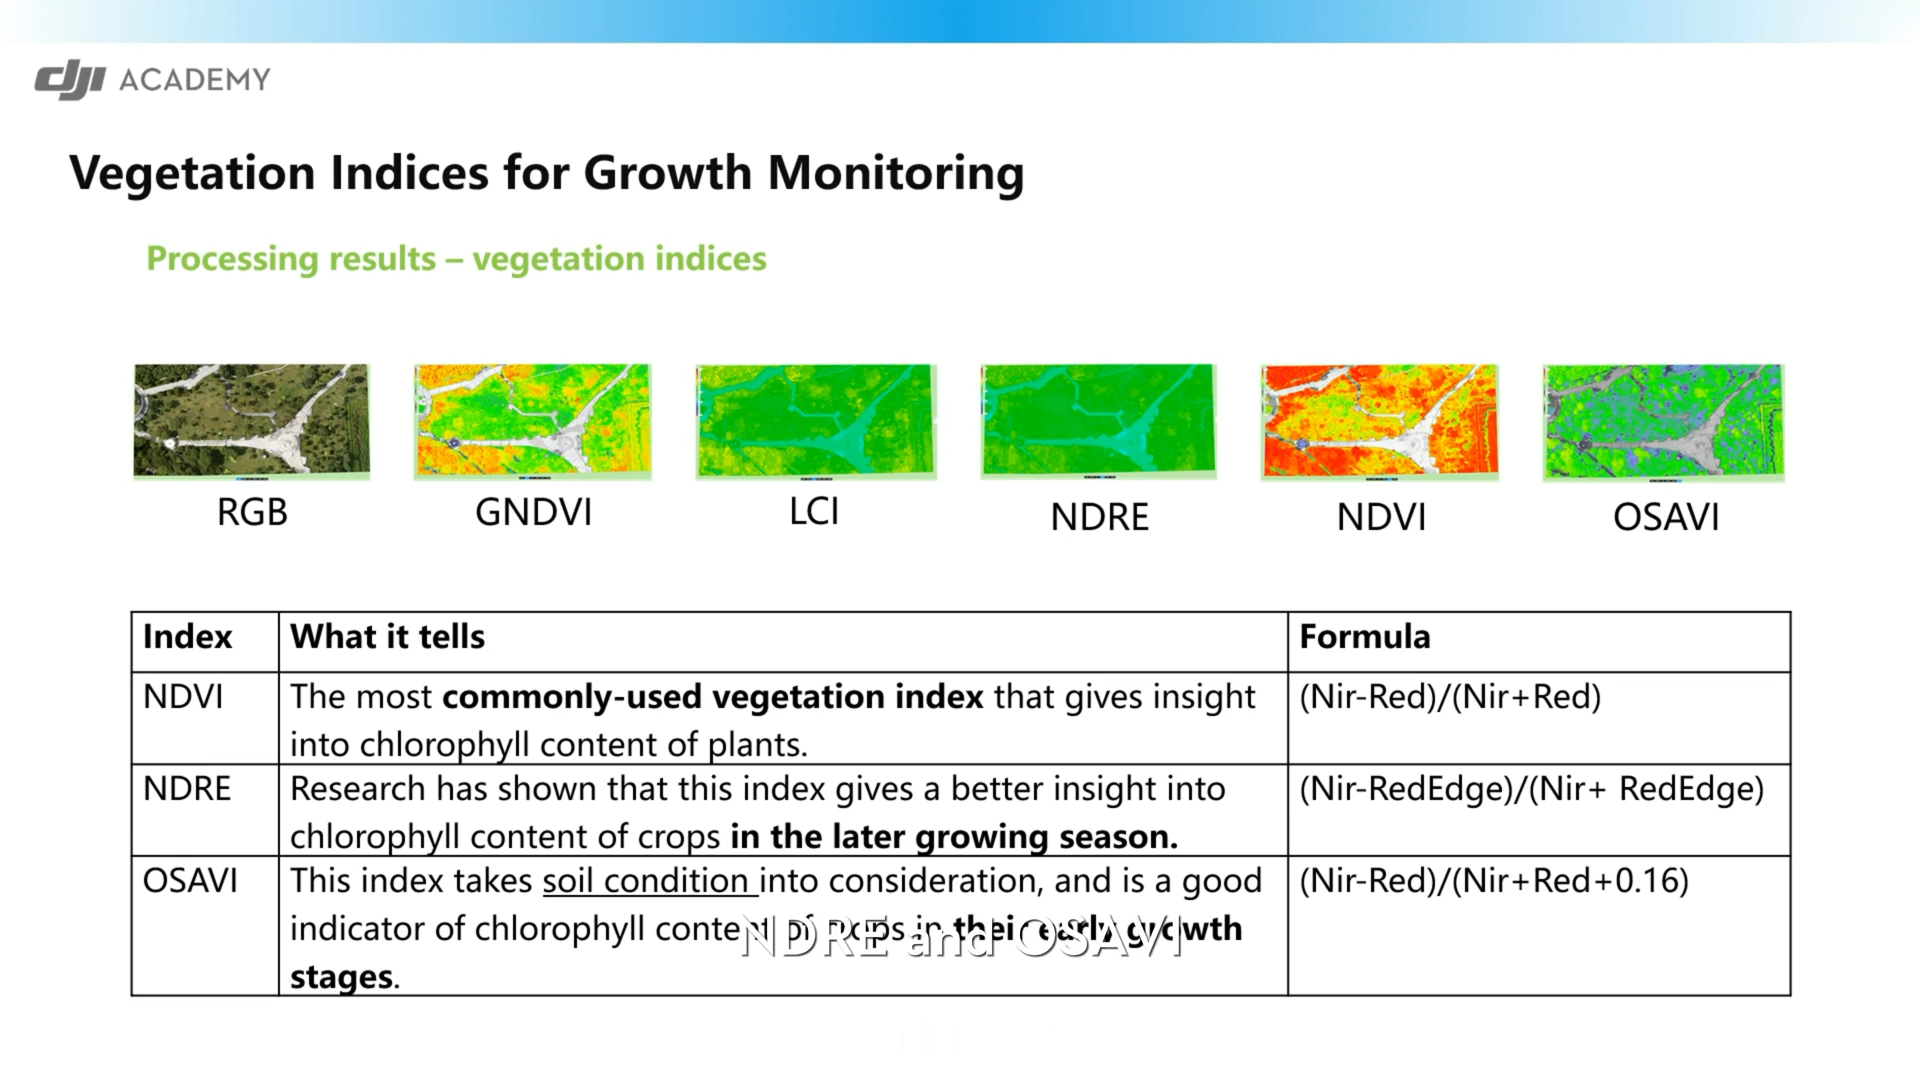 dji ACADEMY
Vegetation Indices for Growth Monitoring
Processing results – vegetation indices
RGB
GNDVI
LCI
NDRE
NDVI
OSAVI
Index
What it tells
Formula
NDVI
The most commonly-used vegetation index that gives insight
into chlorophyll content of plants.
(Nir-Red)/(Nir+Red)
NDRE
Research has shown that this index gives a better insight into
chlorophyll content of crops in the later growing season.
(Nir-RedEdge)/(Nir+ RedEdge)
OSAVI
This index takes soil condition into consideration, and is a good
indicator of chlorophyll content of crops in their early growth
stages.
(Nir-Red)/(Nir+Red+0.16)
NDRE and OSAVI